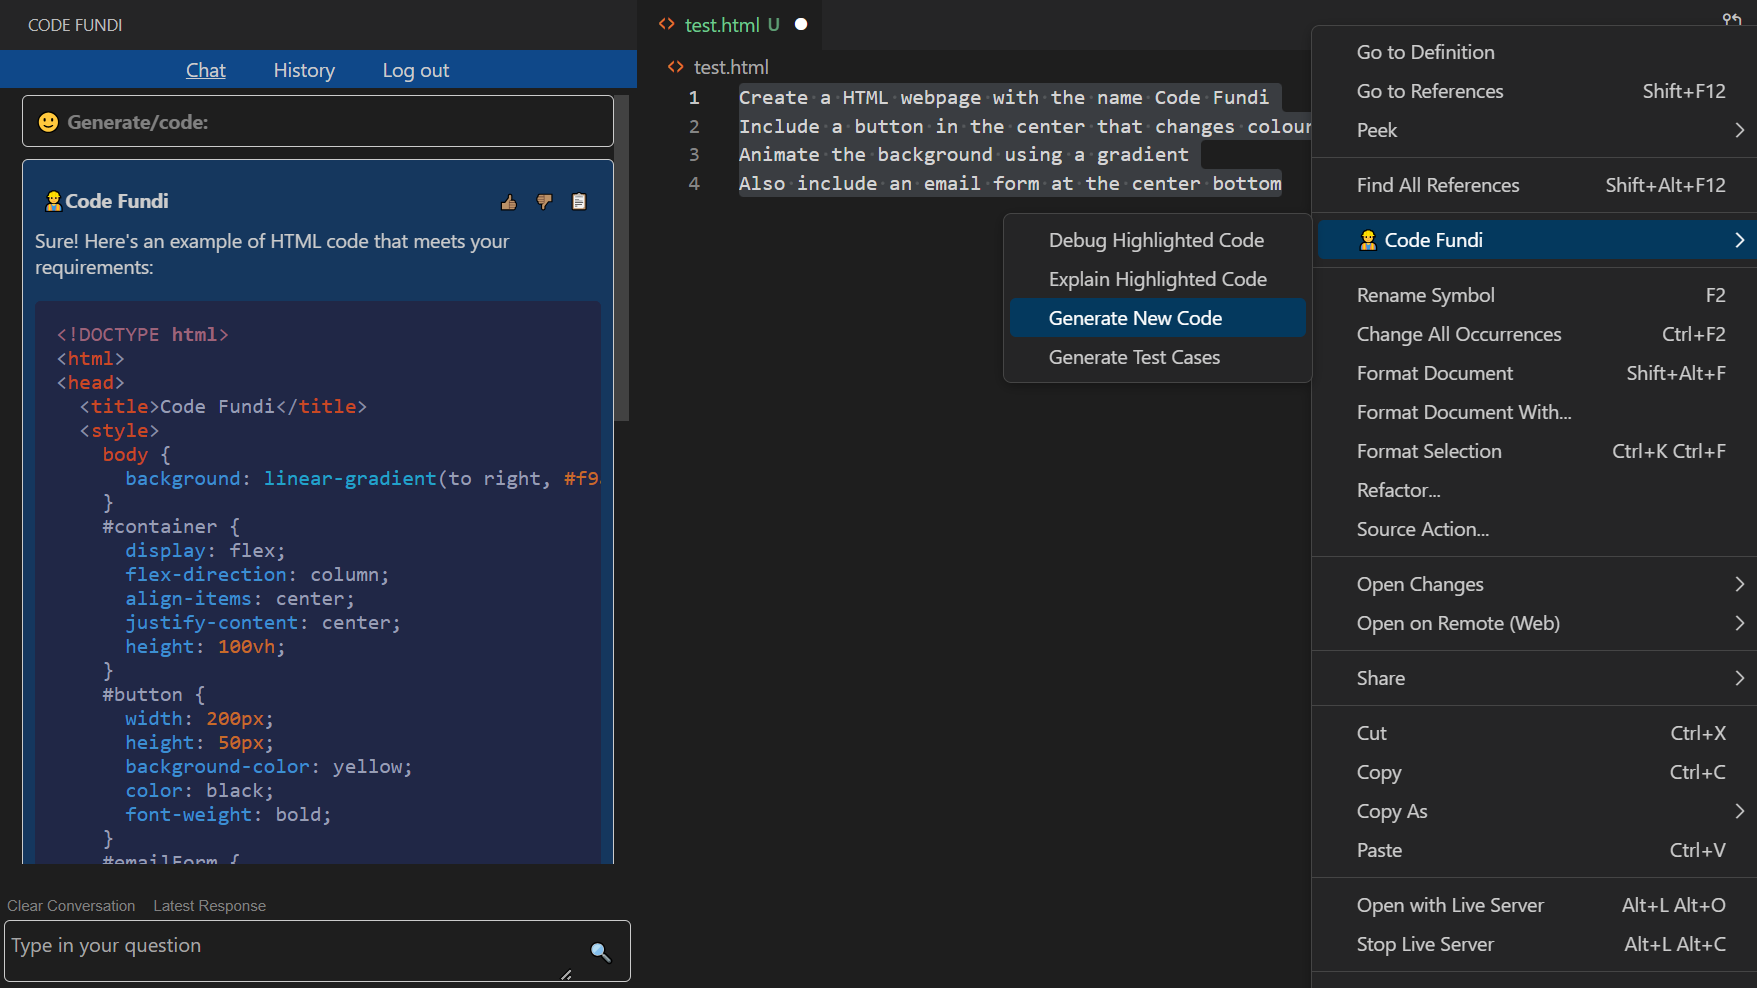 CODE FUNDI
Chat History Log out
Generate/code:
Code Fundi
Sure! Here's an example of HTML code that meets your
requirements:
<!DOCTYPE html>
<html>
<head>
<title>Code Fundi</title>
<style>
body {
background: linear-gradient(to right, #f9
}
#container {
display: flex;
flex-direction: column;
align-items: center;
justify-content: center;
height: 100vh;
}
#button {
width: 200px;
height: 50px;
background-color: yellow;
color: black;
font-weight: bold;
}
#emailForm {
Clear Conversation Latest Response
Type in your question
test.html U
test.html
1 Create a HTML webpage with the name Code Fundi
2 Include a button in the center that changes colour
3 Animate the background using a gradient
4 Also include an email form at the center bottom
Debug Highlighted Code
Explain Highlighted Code
Generate New Code
Generate Test Cases
Go to Definition
Go to References Shift+F12
Peek
Find All References Shift+Alt+F12
Code Fundi
Rename Symbol F2
Change All Occurrences Ctrl+F2
Format Document Shift+Alt+F
Format Document With...
Format Selection Ctrl+K Ctrl+F
Refactor...
Source Action...
Open Changes
Open on Remote (Web)
Share
Cut Ctrl+X
Copy Ctrl+C
Copy As
Paste Ctrl+V
Open with Live Server Alt+L Alt+O
Stop Live Server Alt+L Alt+C